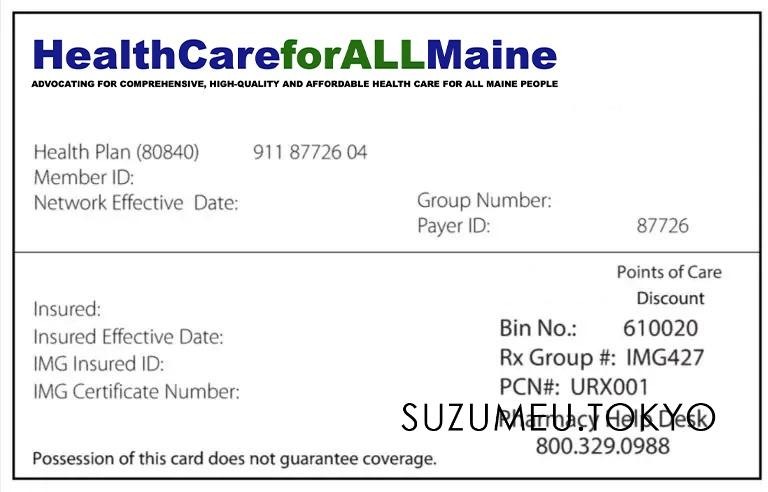 HealthCareforALLMaine
ADVOCATING FOR COMPREHENSIVE, HIGH-QUALITY AND AFFORDABLE HEALTH CARE FOR ALL MAINE PEOPLE
Health Plan (80840) 911 87726 04
Member ID:
Network Effective Date:
Group Number:
Payer ID: 87726
Points of Care
Discount
Insured:
Insured Effective Date:
IMG Insured ID:
IMG Certificate Number:
Bin No.: 610020
Rx Group #: IMG427
PCN#: URX001
Pharmacy Help Desk
SUZUMEU.TOKYO
800.329.0988
Possession of this card does not guarantee coverage.